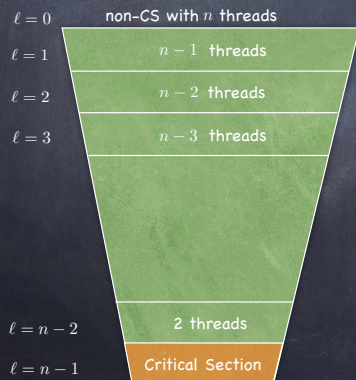 ℓ = 0 non-CS with n threads
ℓ = 1 n − 1 threads
ℓ = 2 n − 2 threads
ℓ = 3 n − 3 threads
ℓ = n − 2 2 threads
ℓ = n − 1 Critical Section